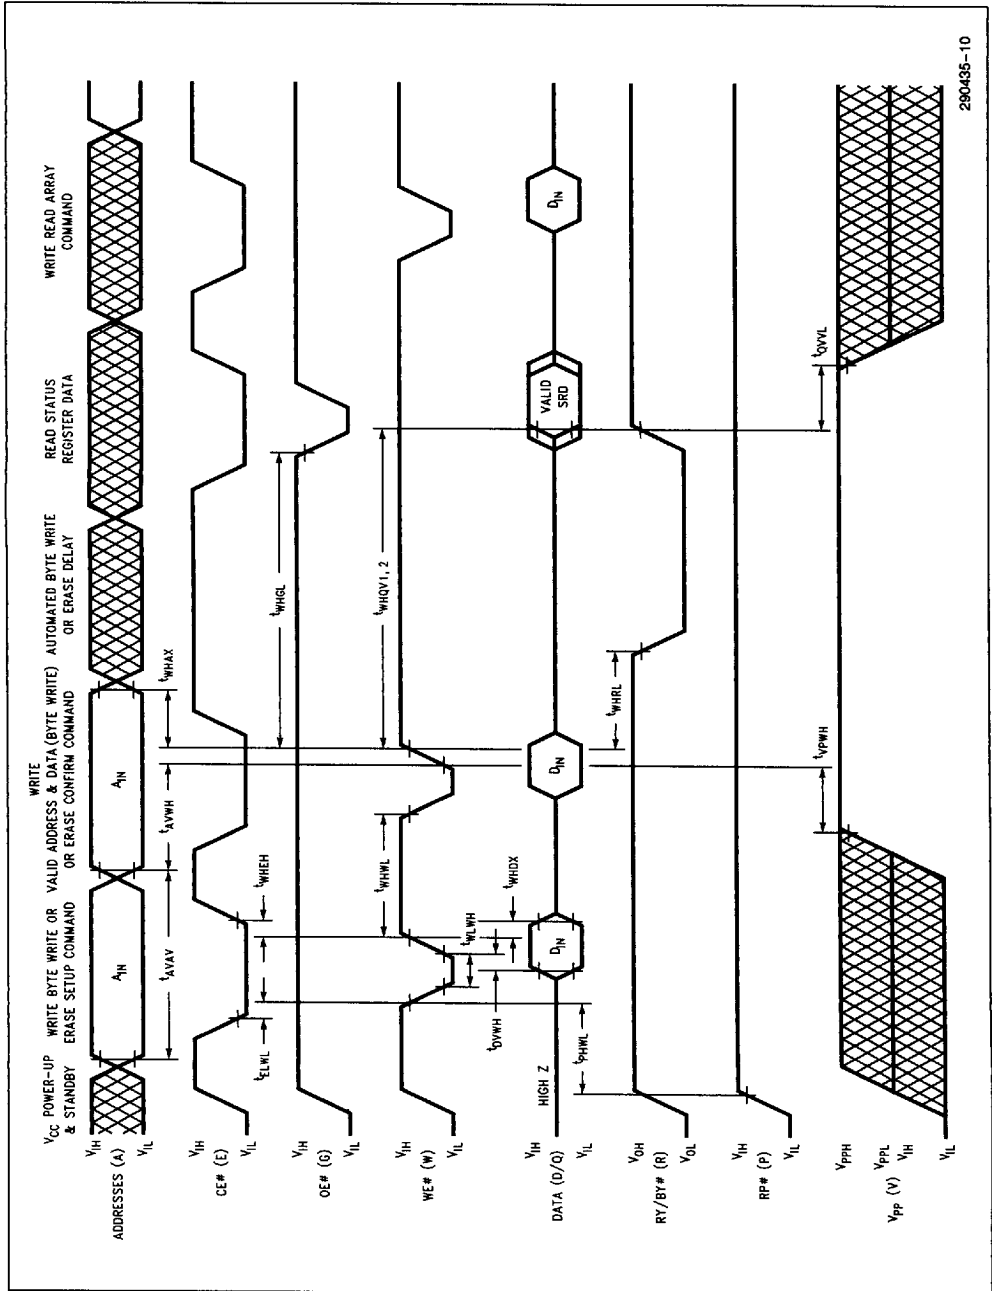 V_CC POWER-UP
& STANDBY
WRITE BYTE WRITE OR
ERASE SETUP COMMAND
WRITE
VALID ADDRESS & DATA (BYTE WRITE)
OR ERASE CONFIRM COMMAND
AUTOMATED BYTE WRITE
OR ERASE DELAY
READ STATUS
REGISTER DATA
WRITE READ ARRAY
COMMAND
V_IH
ADDRESSES (A)
V_IL
A_IN
A_IN
t_AVAV
t_AVWH
t_WHAX
V_IH
CE# (E)
V_IL
t_ELWL
t_WHEH
V_IH
OE# (G)
V_IL
t_WHGL
V_IH
WE# (W)
V_IL
t_WHWL
t_WHQV1, 2
t_WLWH
t_DVWH
t_WHDX
V_IH
DATA (D/Q)
V_IL
HIGH Z
D_IN
D_IN
VALID
SRD
D_IN
t_PHWL
V_OH
RY/BY# (R)
V_OL
t_WHRL
V_IH
RP# (P)
V_IL
t_VPWH
t_QVVL
V_PPH
V_PPL
V_PP (V)
V_IH
V_IL
290435-10